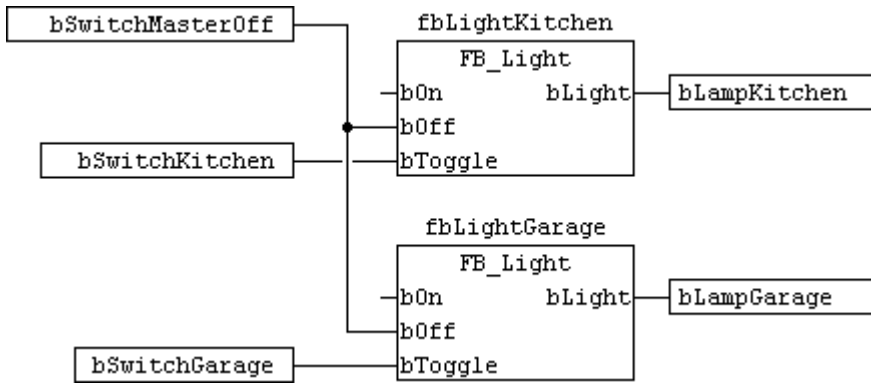 bSwitchMasterOff
fbLightKitchen
FB_Light
bOn bLight bLampKitchen
bOff
bSwitchKitchen bToggle
fbLightGarage
FB_Light
bOn bLight bLampGarage
bOff
bSwitchGarage bToggle